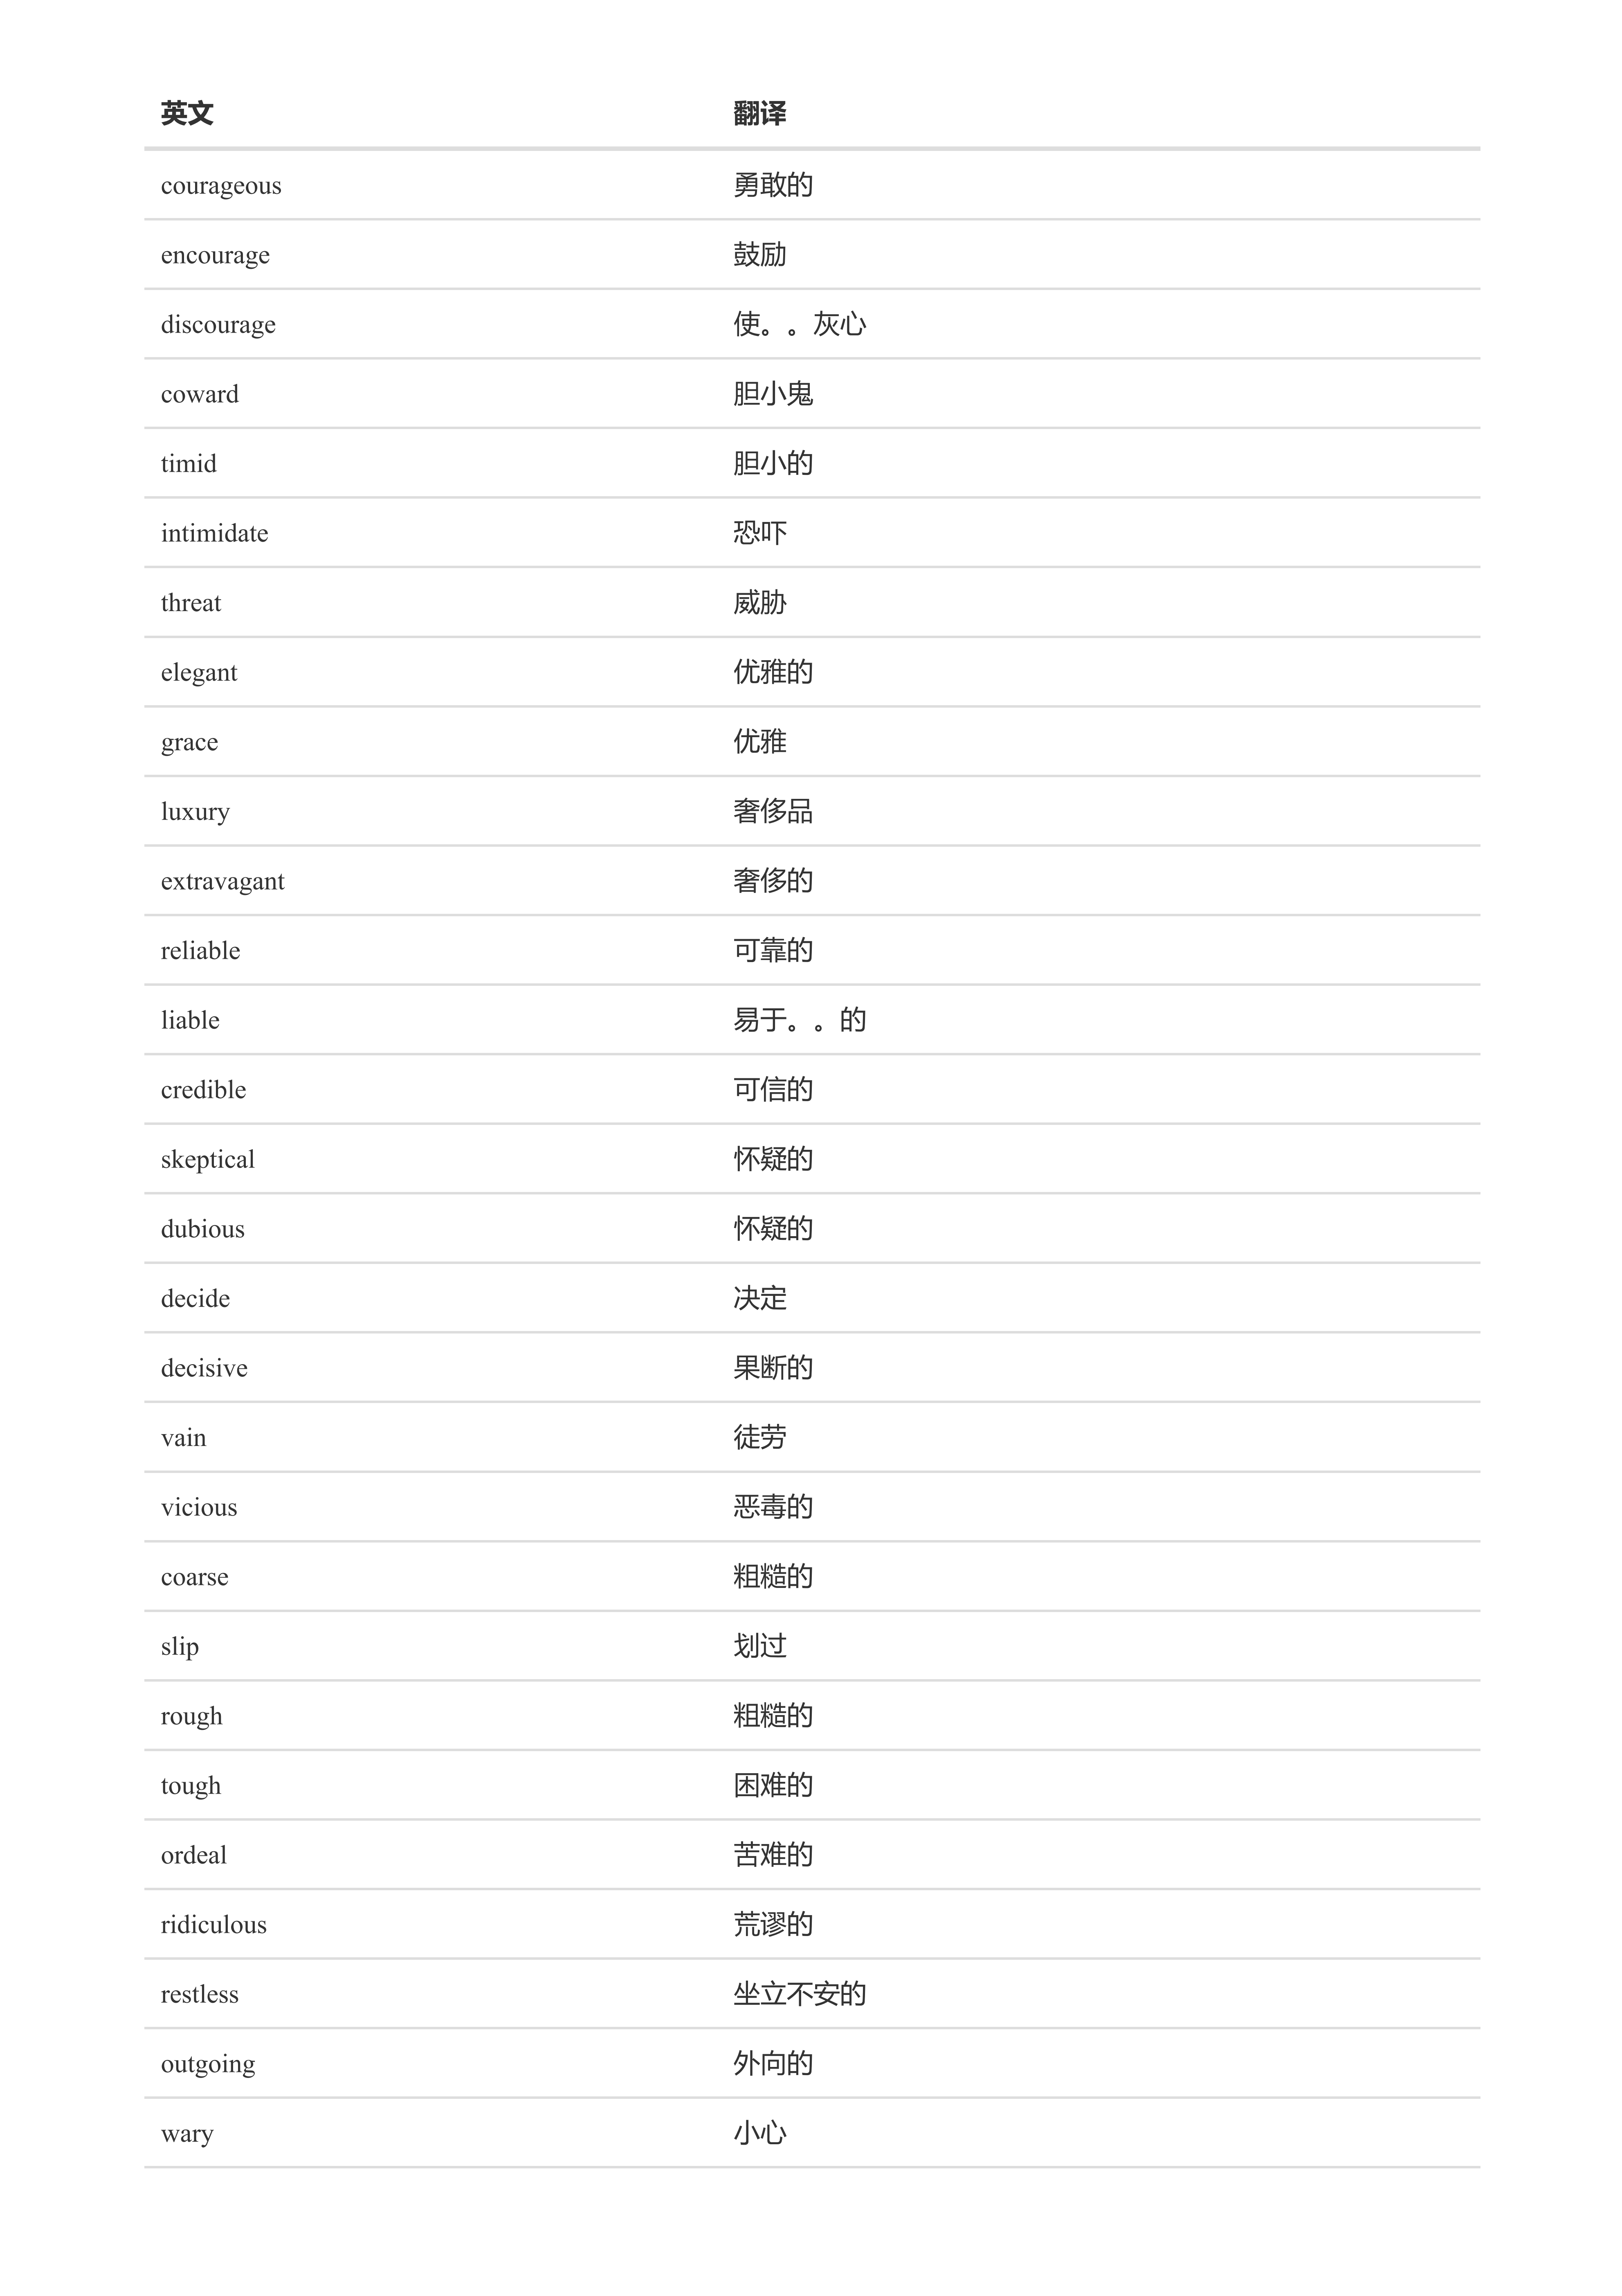 英文 翻译
courageous 勇敢的
encourage 鼓励
discourage 使。。灰心
coward 胆小鬼
timid 胆小的
intimidate 恐吓
threat 威胁
elegant 优雅的
grace 优雅
luxury 奢侈品
extravagant 奢侈的
reliable 可靠的
liable 易于。。的
credible 可信的
skeptical 怀疑的
dubious 怀疑的
decide 决定
decisive 果断的
vain 徒劳
vicious 恶毒的
coarse 粗糙的
slip 划过
rough 粗糙的
tough 困难的
ordeal 苦难的
ridiculous 荒谬的
restless 坐立不安的
outgoing 外向的
wary 小心